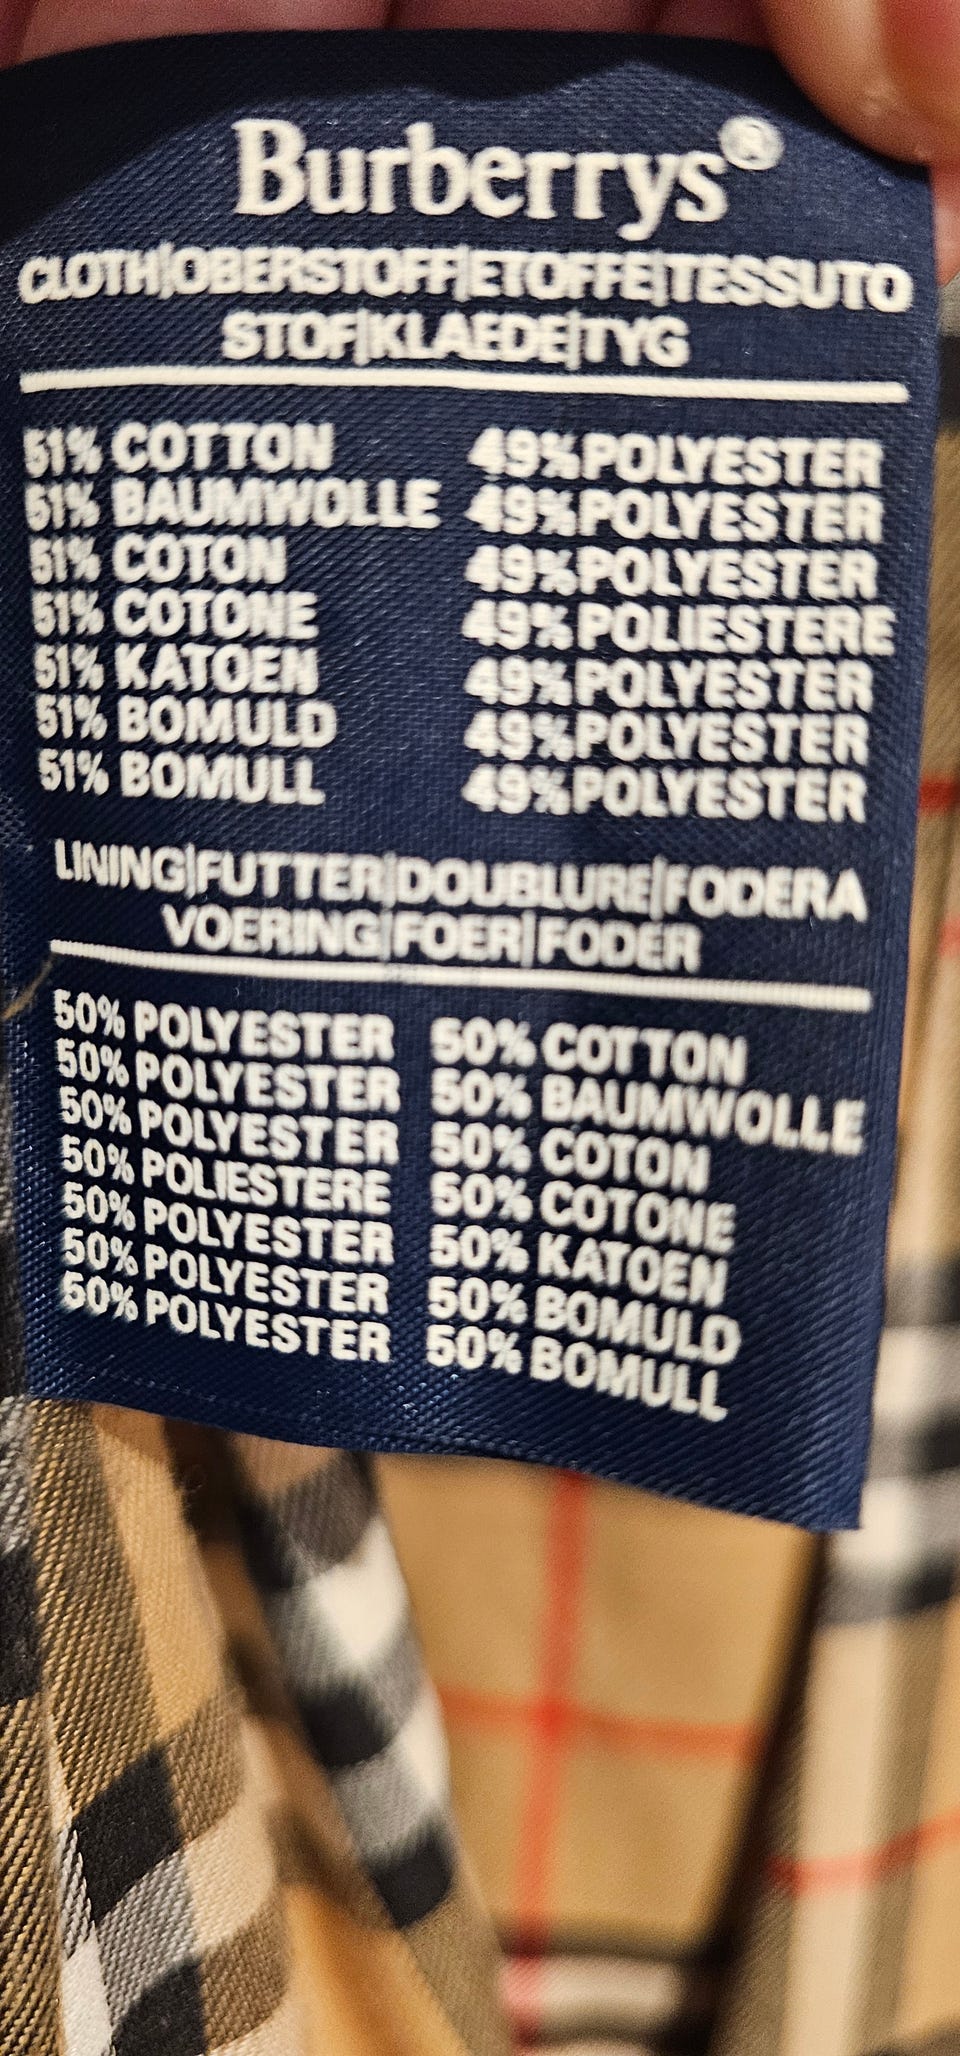 Burberrys®
CLOTH|OBERSTOFF|ETOFFE|TESSUTO
STOF|KLAEDE|TYG
51% COTTON 49% POLYESTER
51% BAUMWOLLE 49% POLYESTER
51% COTON 49% POLYESTER
51% COTONE 49% POLIESTERE
51% KATOEN 49% POLYESTER
51% BOMULD 49% POLYESTER
51% BOMULL 49% POLYESTER
LINING|FUTTER|DOUBLURE|FODERA
VOERING|FOER|FODER
50% POLYESTER 50% COTTON
50% POLYESTER 50% BAUMWOLLE
50% POLYESTER 50% COTON
50% POLIESTERE 50% COTONE
50% POLYESTER 50% KATOEN
50% POLYESTER 50% BOMULD
50% POLYESTER 50% BOMULL